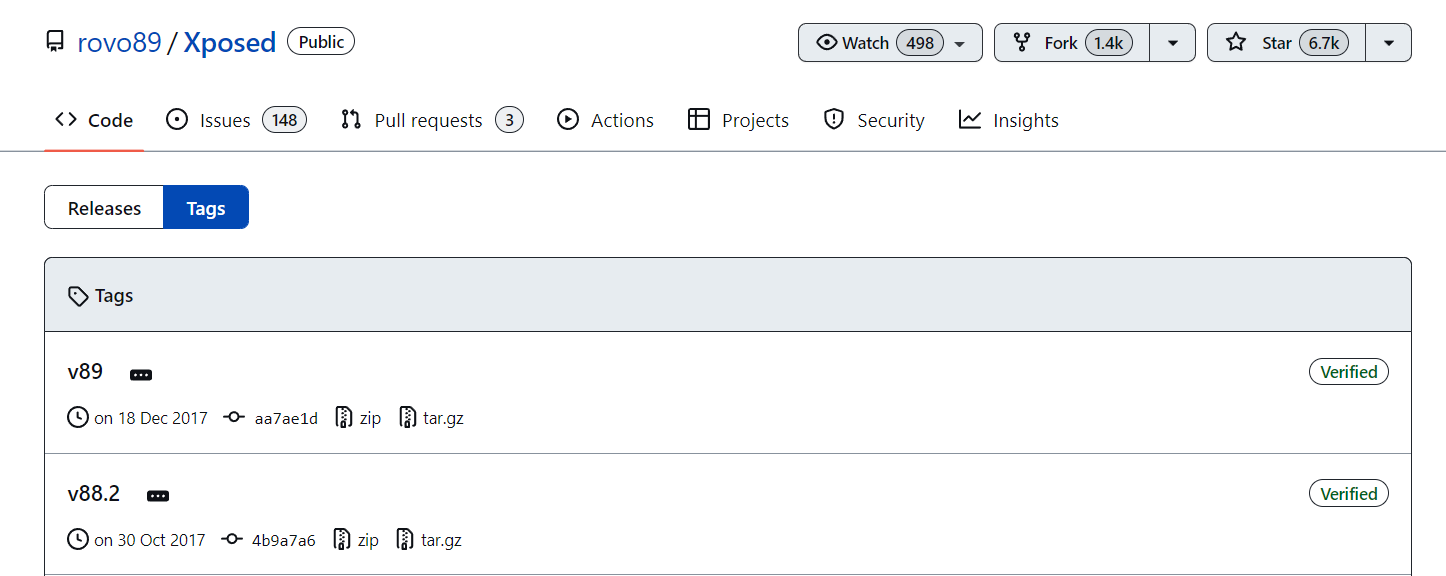 rovo89 / Xposed Public Watch 498 Fork 1.4k Star 6.7k
Code Issues 148 Pull requests 3 Actions Projects Security Insights
Releases Tags
Tags
v89 Verified
on 18 Dec 2017 aa7ae1d zip tar.gz
v88.2 Verified
on 30 Oct 2017 4b9a7a6 zip tar.gz